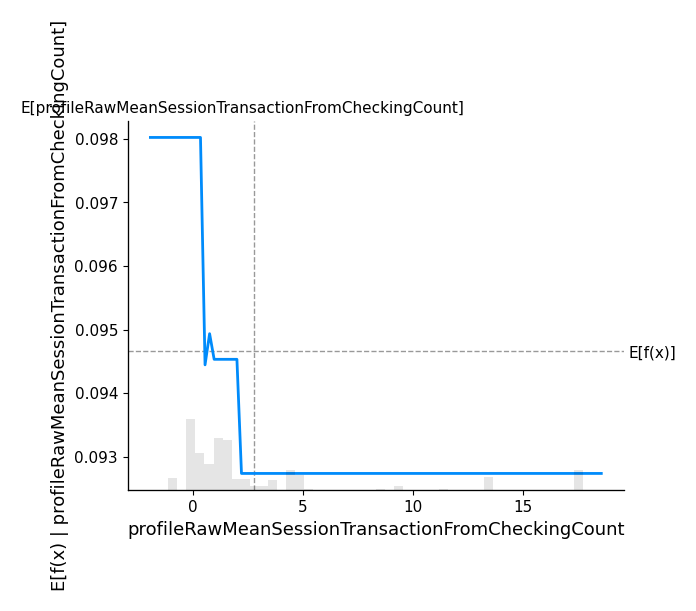 E[profileRawMeanSessionTransactionFromCheckingCount]
E[f(x) | profileRawMeanSessionTransactionFromCheckingCount]
0.098
0.097
0.096
0.095
E[f(x)]
0.094
0.093
0 5 10 15
profileRawMeanSessionTransactionFromCheckingCount